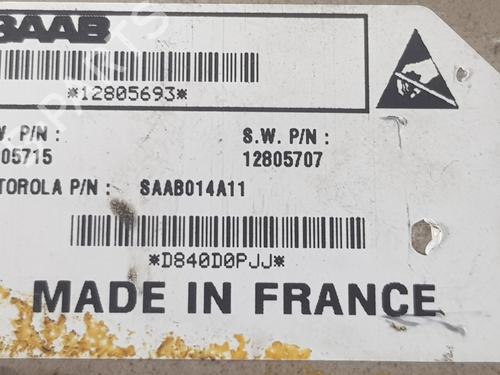 SAAB
*12805693*
W. P/N : S.W. P/N :
05715 12805707
TOROLA P/N : SAAB014A11
*D840D0PJJ*
MADE IN FRANCE